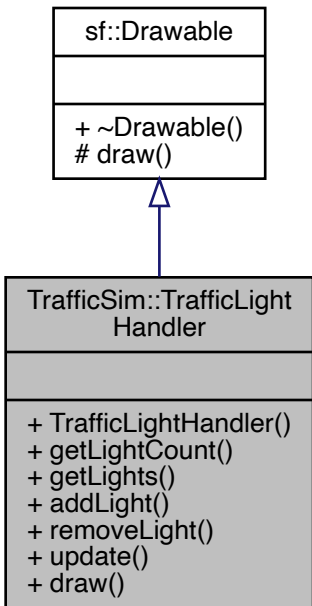 sf::Drawable
+ ~Drawable()
# draw()
TrafficSim::TrafficLight
Handler
+ TrafficLightHandler()
+ getLightCount()
+ getLights()
+ addLight()
+ removeLight()
+ update()
+ draw()